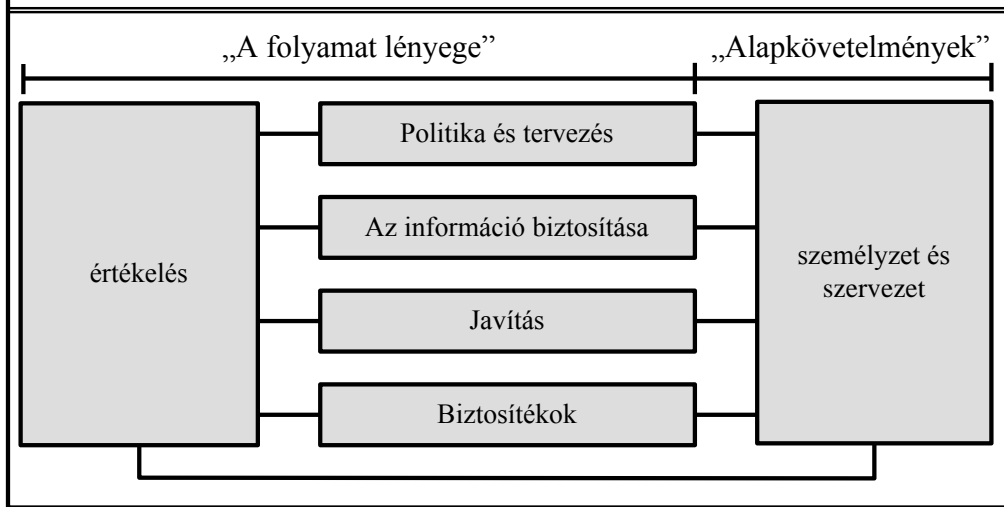 „A folyamat lényege”
„Alapkövetelmények”
értékelés
Politika és tervezés
Az információ biztosítása
Javítás
Biztosítékok
személyzet és
szervezet